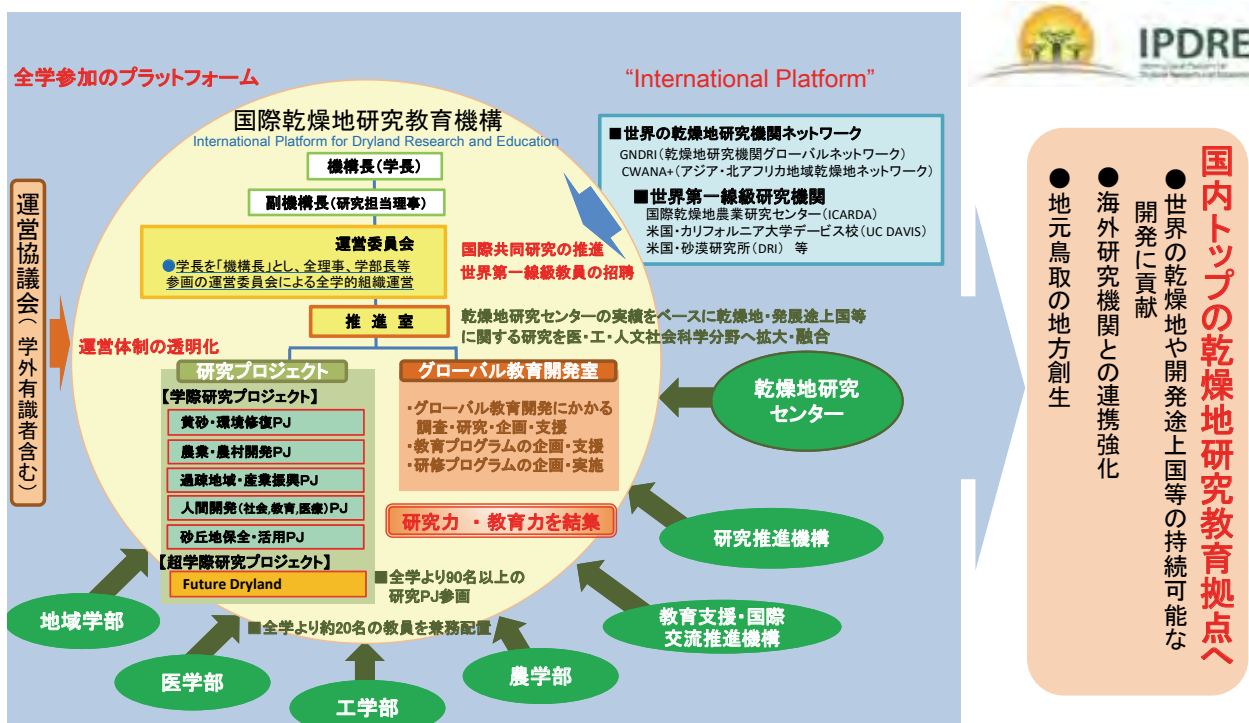 全学参加のプラットフォーム
国際乾燥地研究教育機構
International Platform for Dryland Research and Education
機構長(学長)
副機構長(研究担当理事)
運営委員会
●学長を「機構長」とし、全理事、学部長等
参画の運営委員会による全学的組織運営
推 進 室
運営協議会(学外有識者含む)
運営体制の透明化
“International Platform”
■世界の乾燥地研究機関ネットワーク
GNDRI(乾燥地研究機関グローバルネットワーク)
CWANA+(アジア・北アフリカ地域乾燥地ネットワーク)
■世界第一線級研究機関
国際乾燥地農業研究センター(ICARDA)
米国・カリフォルニア大学デービス校(UC DAVIS)
米国・砂漠研究所(DRI) 等
国際共同研究の推進
世界第一線級教員の招聘
乾燥地研究センターの実績をベースに乾燥地・発展途上国等
に関する研究を医・工・人文社会科学分野へ拡大・融合
研究プロジェクト
【学際研究プロジェクト】
黄砂・環境修復PJ
農業・農村開発PJ
過疎地域・産業振興PJ
人間開発(社会,教育,医療)PJ
砂丘地保全・活用PJ
【超学際研究プロジェクト】
Future Dryland
グローバル教育開発室
・グローバル教育開発にかかる
調査・研究・企画・支援
・教育プログラムの企画・支援
・研修プログラムの企画・実施
研究力 ・教育力を結集
■全学より90名以上の
研究PJ参画
■全学より約20名の教員を兼務配置
乾燥地研究
センター
研究推進機構
教育支援・国際
交流推進機構
地域学部
医学部
工学部
農学部
IPDRE
国内トップの乾燥地研究教育拠点へ
●世界の乾燥地や開発途上国等の持続可能な
開発に貢献
●海外研究機関との連携強化
●地元鳥取の地方創生